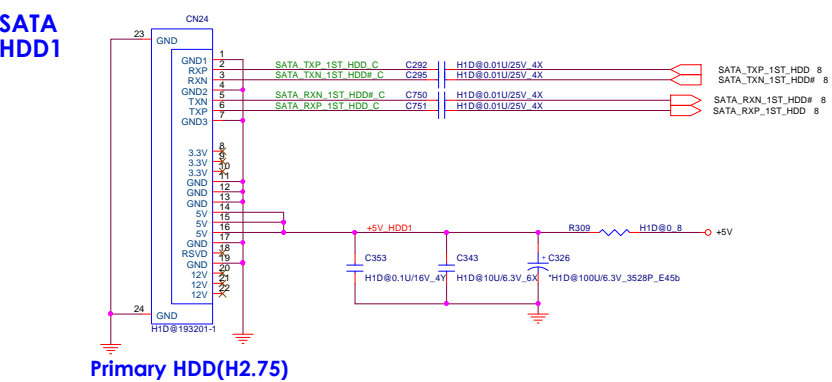 SATA
HDD1
CN24
23
GND
GND1
1
RXP
2
SATA_TXP_1ST_HDD_C
C292
H1D@0.01U/25V_4X
SATA_TXP_1ST_HDD 8
RXN
3
SATA_TXN_1ST_HDD#_C
C295
H1D@0.01U/25V_4X
SATA_TXN_1ST_HDD# 8
GND2
4
TXN
5
SATA_RXN_1ST_HDD#_C
C750
H1D@0.01U/25V_4X
SATA_RXN_1ST_HDD# 8
TXP
6
SATA_RXP_1ST_HDD_C
C751
H1D@0.01U/25V_4X
SATA_RXP_1ST_HDD 8
GND3
7
3.3V
8
3.3V
9
3.3V
10
GND
11
GND
12
GND
13
5V
14
5V
15
5V
16
+5V_HDD1
R309
H1D@0_8
+5V
GND
17
RSVD
18
GND
19
12V
20
12V
21
12V
22
C353
H1D@0.1U/16V_4Y
C343
H1D@10U/6.3V_6X
+
C326
*H1D@100U/6.3V_3528P_E45b
24
GND
H1D@193201-1
Primary HDD(H2.75)